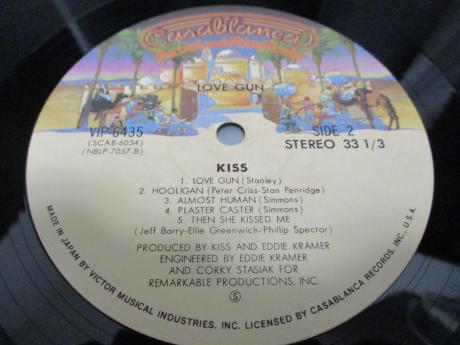 Casablanca
Record and FilmWorks
LOVE GUN
VIP-6435
(SCAB-6034)
(NBLP-7057-B)
SIDE 2
STEREO 33 1/3
KISS
1. LOVE GUN (Stanley)
2. HOOLIGAN (Peter Criss-Stan Penridge)
3. ALMOST HUMAN (Simmons)
4. PLASTER CASTER (Simmons)
5. THEN SHE KISSED ME
(Jeff Barry-Ellie Greenwich-Phillip Spector)
PRODUCED BY KISS AND EDDIE KRAMER
ENGINEERED BY EDDIE KRAMER
AND CORKY STASIAK FOR
REMARKABLE PRODUCTIONS, INC.
5
MADE IN JAPAN BY VICTOR MUSICAL INDUSTRIES, INC. LICENSED BY CASABLANCA RECORDS, INC. U.S.A.